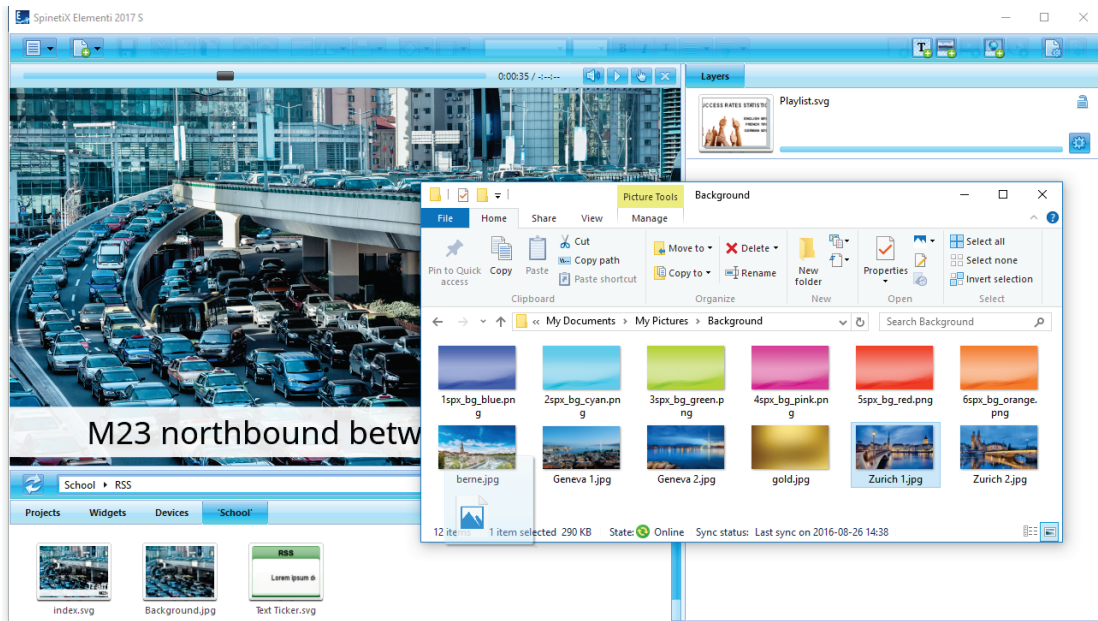 SpinetiX Elementi 2017 S
0:00:35 / -:--:--
Layers
Playlist.svg
Picture Tools
Background
File
Home
Share
View
Manage
Pin to Quick access
Copy
Paste
Cut
Copy path
Paste shortcut
Move to
Copy to
Delete
Rename
New folder
Properties
Select all
Select none
Invert selection
Clipboard
Organize
New
Open
Select
« My Documents > My Pictures > Background
Search Background
1spx_bg_blue.png
2spx_bg_cyan.png
3spx_bg_green.png
4spx_bg_pink.png
5spx_bg_red.png
6spx_bg_orange.png
berne.jpg
Geneva 1.jpg
Geneva 2.jpg
gold.jpg
Zurich 1.jpg
Zurich 2.jpg
12 items
1 item selected 290 KB
State: Online
Sync status: Last sync on 2016-08-26 14:38
M23 northbound betw
School RSS
Projects
Widgets
Devices
'School'
RSS
Lorem ipsum d
index.svg
Background.jpg
Text Ticker.svg